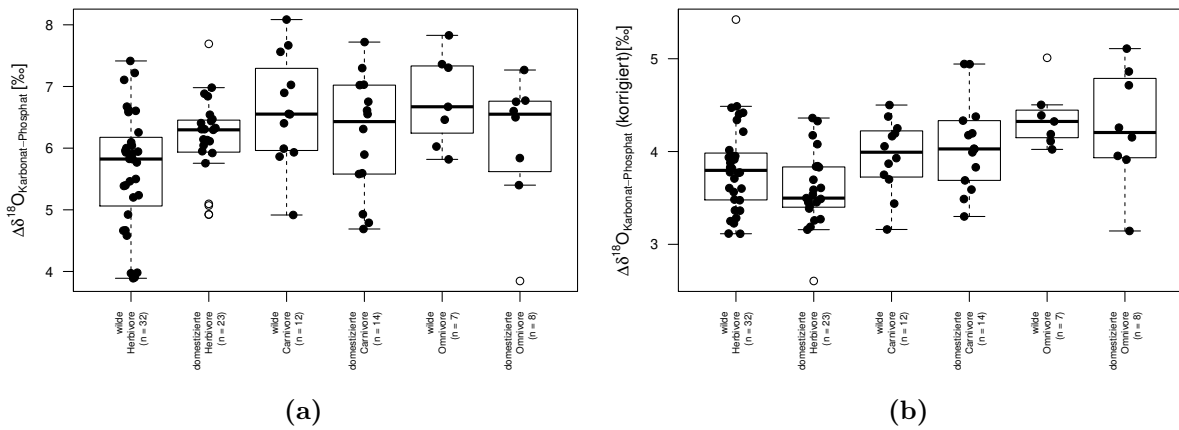 8
7
6
5
4
Δδ¹⁸O_Karbonat−Phosphat [‰]
wilde
Herbivore
(n = 32)
domestizierte
Herbivore
(n = 23)
wilde
Carnivore
(n = 12)
domestizierte
Carnivore
(n = 14)
wilde
Omnivore
(n = 7)
domestizierte
Omnivore
(n = 8)
(a)
5
4
3
Δδ¹⁸O_Karbonat−Phosphat (korrigiert)[‰]
wilde
Herbivore
(n = 32)
domestizierte
Herbivore
(n = 23)
wilde
Carnivore
(n = 12)
domestizierte
Carnivore
(n = 14)
wilde
Omnivore
(n = 7)
domestizierte
Omnivore
(n = 8)
(b)